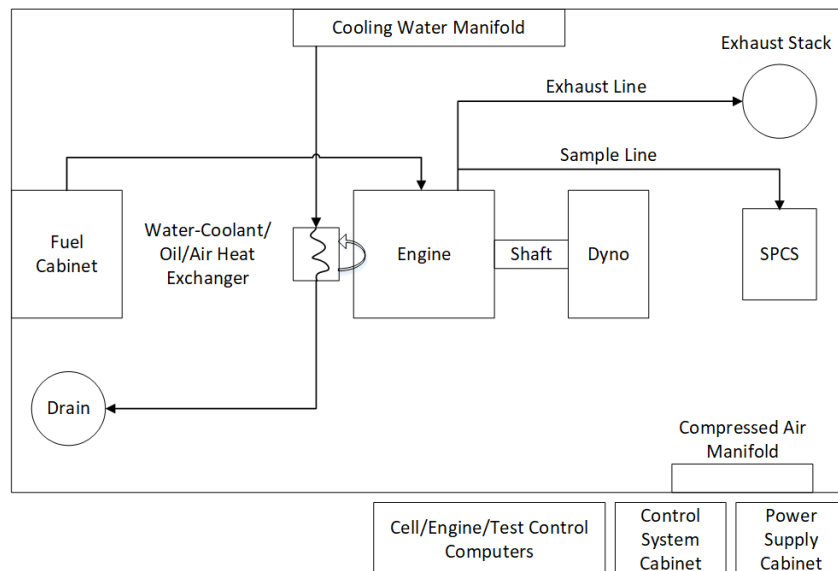 Cooling Water Manifold
Exhaust Stack
Exhaust Line
Sample Line
Fuel
Cabinet
Water-Coolant/
Oil/Air Heat
Exchanger
Engine
Shaft
Dyno
SPCS
Drain
Compressed Air
Manifold
Cell/Engine/Test Control
Computers
Control
System
Cabinet
Power
Supply
Cabinet